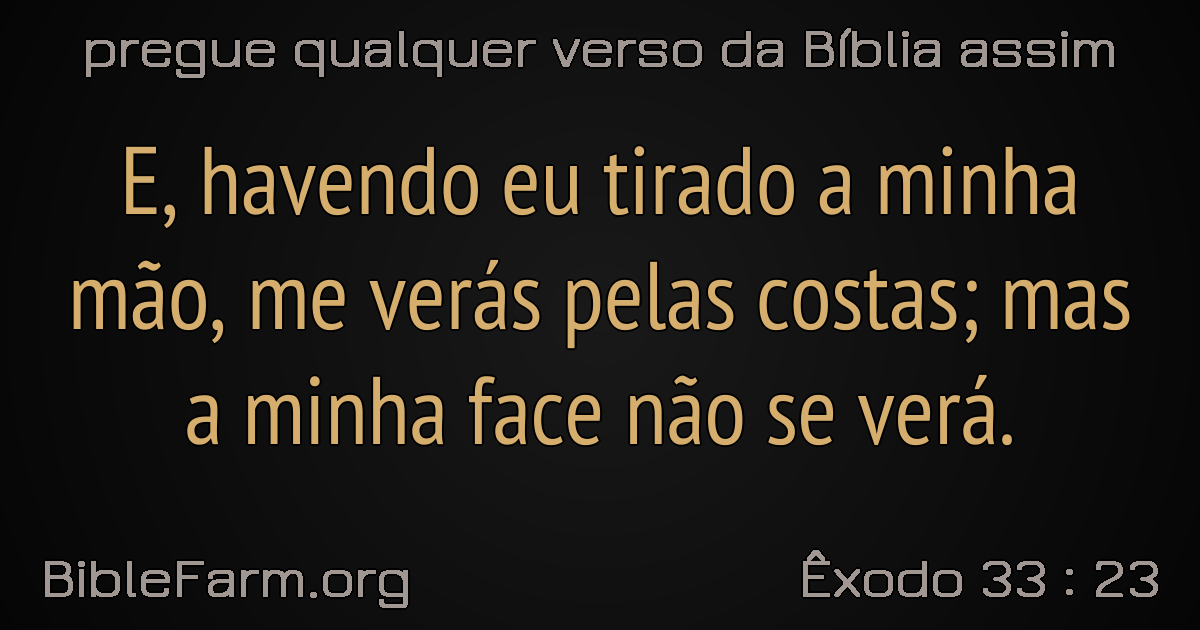 pregue qualquer verso da Bíblia assim
E, havendo eu tirado a minha
mão, me verás pelas costas; mas
a minha face não se verá.
BibleFarm.org
Êxodo 33 : 23